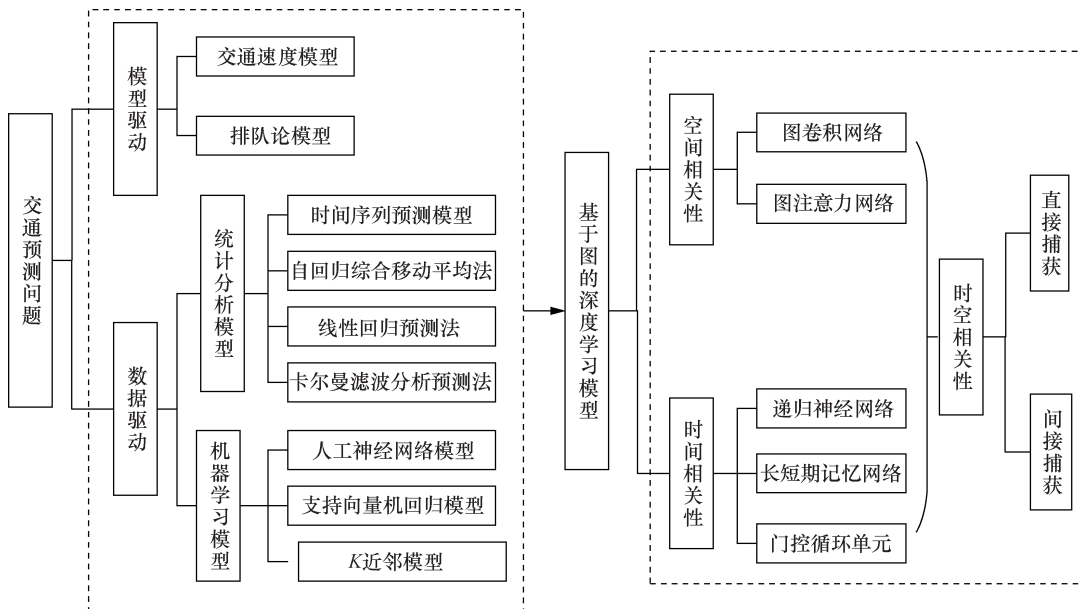 交通预测问题
模型驱动
交通速度模型
排队论模型
数据驱动
统计分析模型
时间序列预测模型
自回归综合移动平均法
线性回归预测法
卡尔曼滤波分析预测法
机器学习模型
人工神经网络模型
支持向量机回归模型
K近邻模型
基于图的深度学习模型
空间相关性
图卷积网络
图注意力网络
时间相关性
递归神经网络
长短期记忆网络
门控循环单元
时空相关性
直接捕获
间接捕获